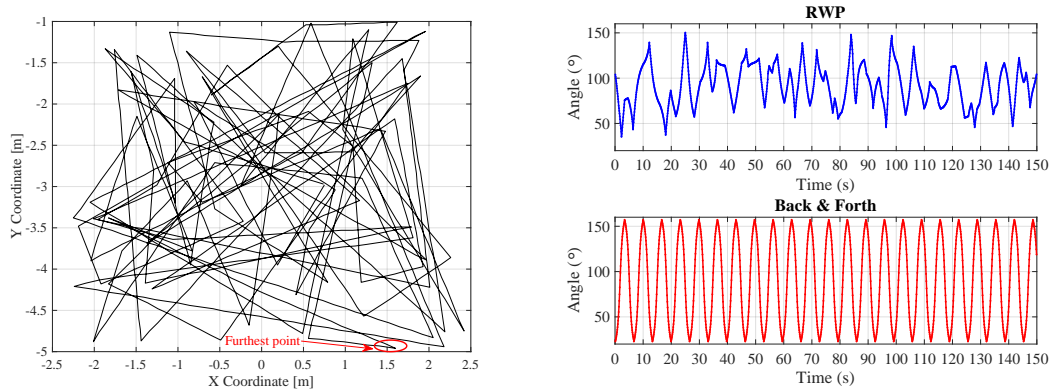 -1
-1.5
-2
-2.5
-3
-3.5
-4
-4.5
-5
Y Coordinate [m]
Furthest point
-2.5 -2 -1.5 -1 -0.5 0 0.5 1 1.5 2 2.5
X Coordinate [m]
RWP
150
100
50
Angle (°)
0 10 20 30 40 50 60 70 80 90 100 110 120 130 140 150
Time (s)
Back & Forth
150
100
50
Angle (°)
0 10 20 30 40 50 60 70 80 90 100 110 120 130 140 150
Time (s)